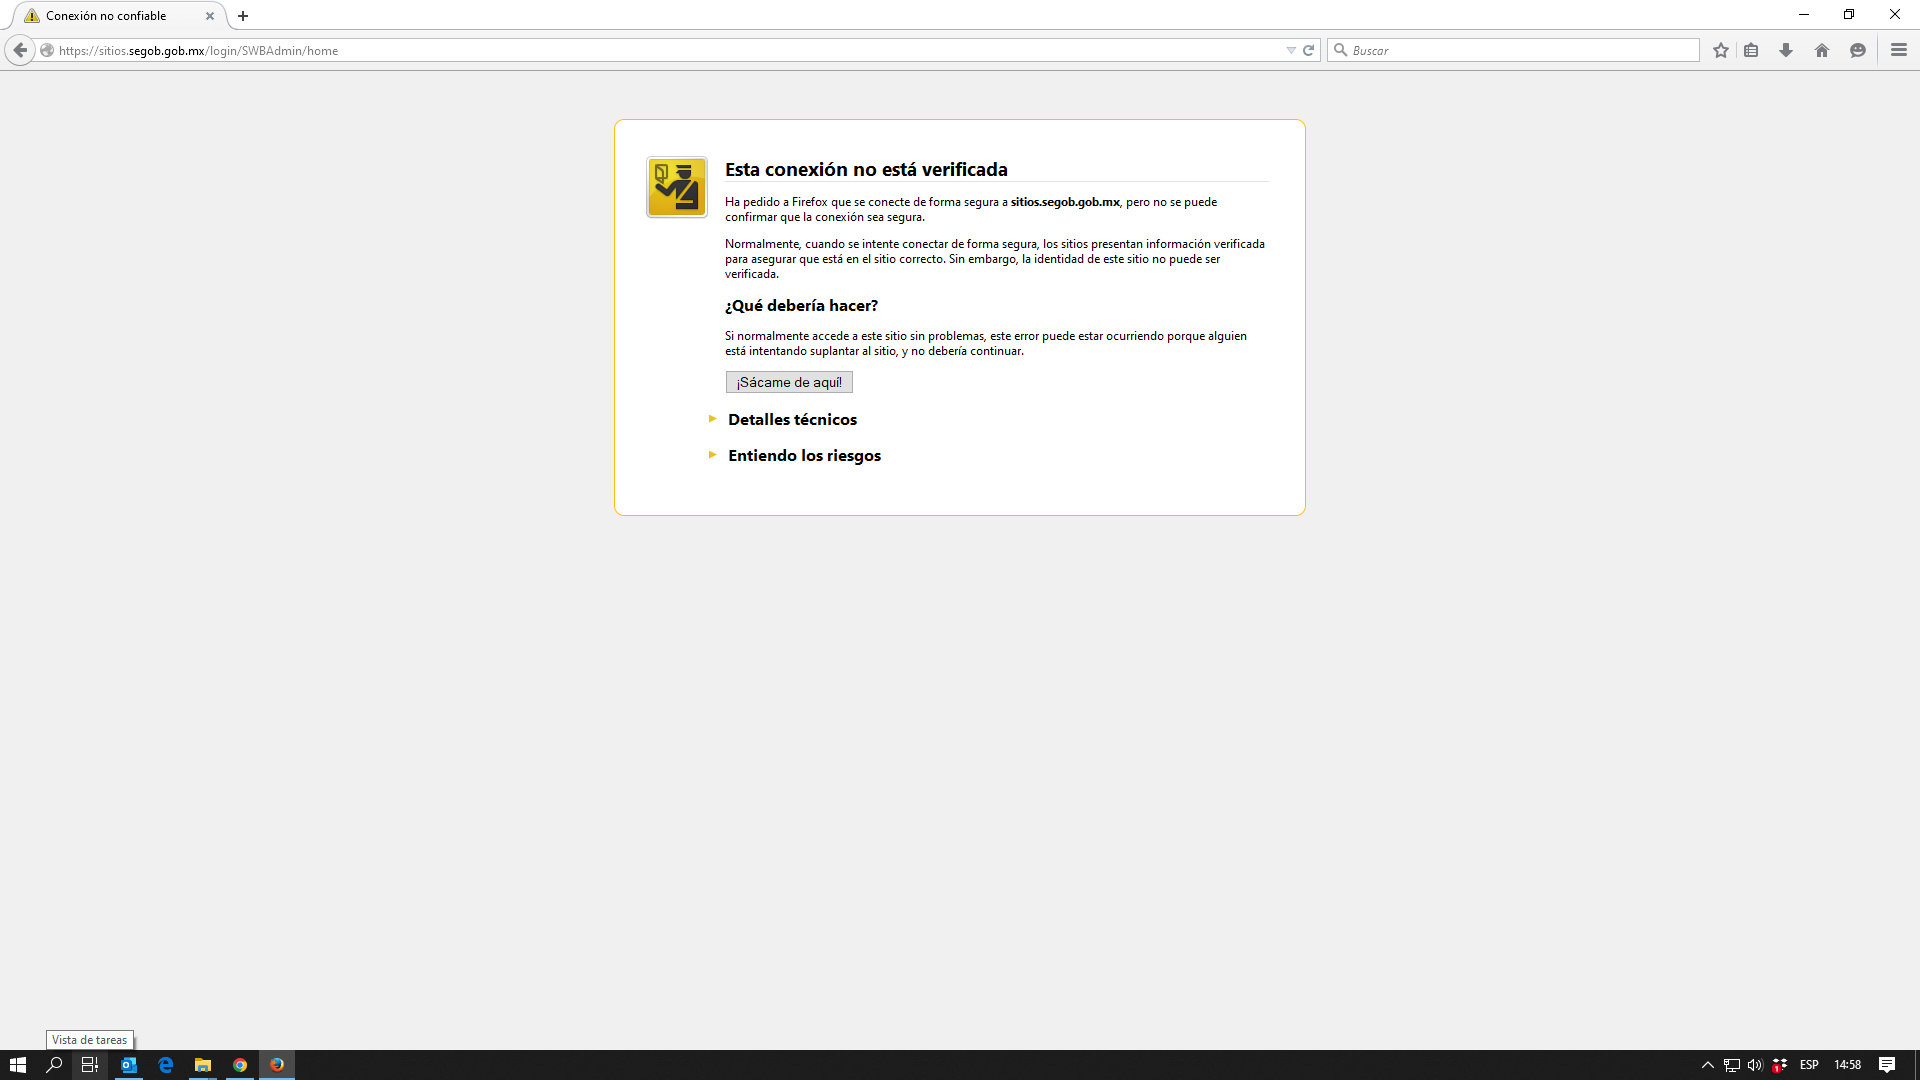 Conexión no confiable
https://sitios.segob.gob.mx/login/SWBAdmin/home
Buscar
Esta conexión no está verificada
Ha pedido a Firefox que se conecte de forma segura a sitios.segob.gob.mx, pero no se puede
confirmar que la conexión sea segura.
Normalmente, cuando se intente conectar de forma segura, los sitios presentan información verificada
para asegurar que está en el sitio correcto. Sin embargo, la identidad de este sitio no puede ser
verificada.
¿Qué debería hacer?
Si normalmente accede a este sitio sin problemas, este error puede estar ocurriendo porque alguien
está intentando suplantar al sitio, y no debería continuar.
¡Sácame de aquí!
Detalles técnicos
Entiendo los riesgos
Vista de tareas
1
ESP
14:58